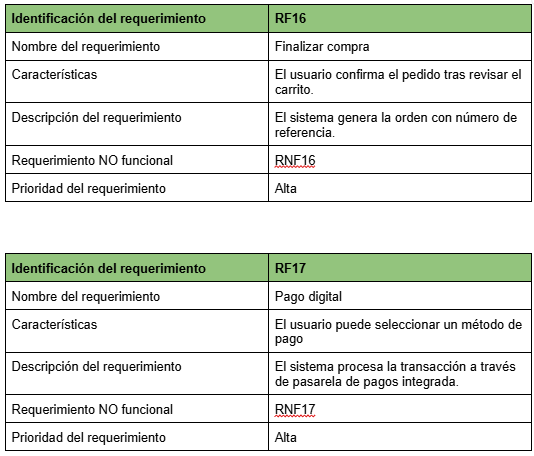 Identificación del requerimiento RF16
Nombre del requerimiento Finalizar compra
Características El usuario confirma el pedido tras revisar el
carrito.
Descripción del requerimiento El sistema genera la orden con número de
referencia.
Requerimiento NO funcional RNF16
Prioridad del requerimiento Alta
Identificación del requerimiento RF17
Nombre del requerimiento Pago digital
Características El usuario puede seleccionar un método de
pago
Descripción del requerimiento El sistema procesa la transacción a través
de pasarela de pagos integrada.
Requerimiento NO funcional RNF17
Prioridad del requerimiento Alta